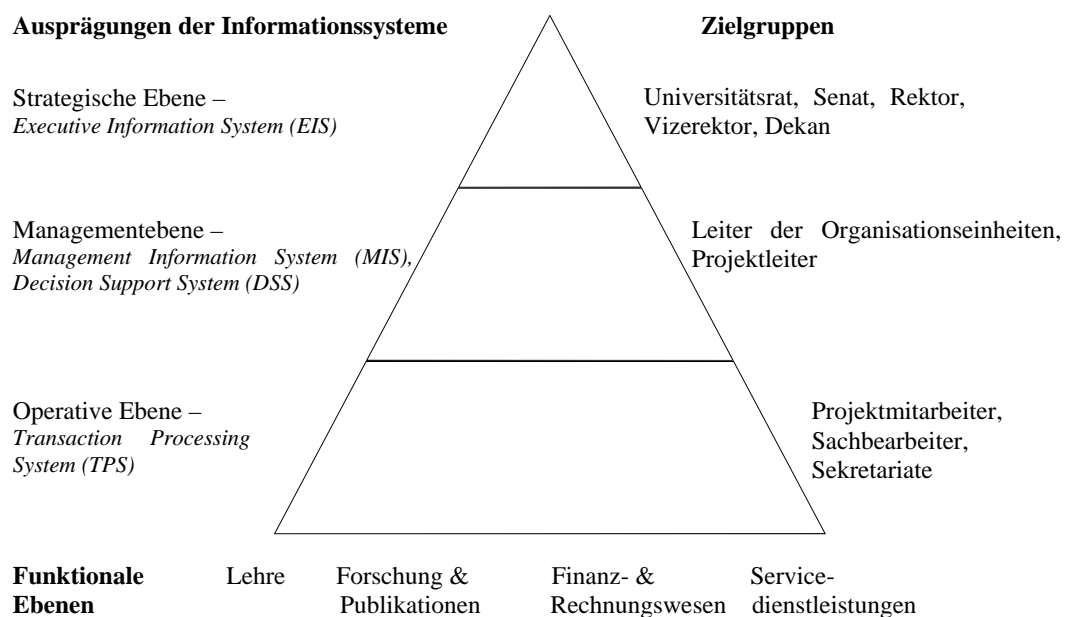 Ausprägungen der Informationssysteme
Zielgruppen
Strategische Ebene –
Executive Information System (EIS)
Universitätsrat, Senat, Rektor,
Vizerektor, Dekan
Managementebene –
Management Information System (MIS),
Decision Support System (DSS)
Leiter der Organisationseinheiten,
Projektleiter
Operative Ebene –
Transaction Processing
System (TPS)
Projektmitarbeiter,
Sachbearbeiter,
Sekretariate
Funktionale Lehre Forschung & Finanz- & Service-
Ebenen Publikationen Rechnungswesen dienstleistungen